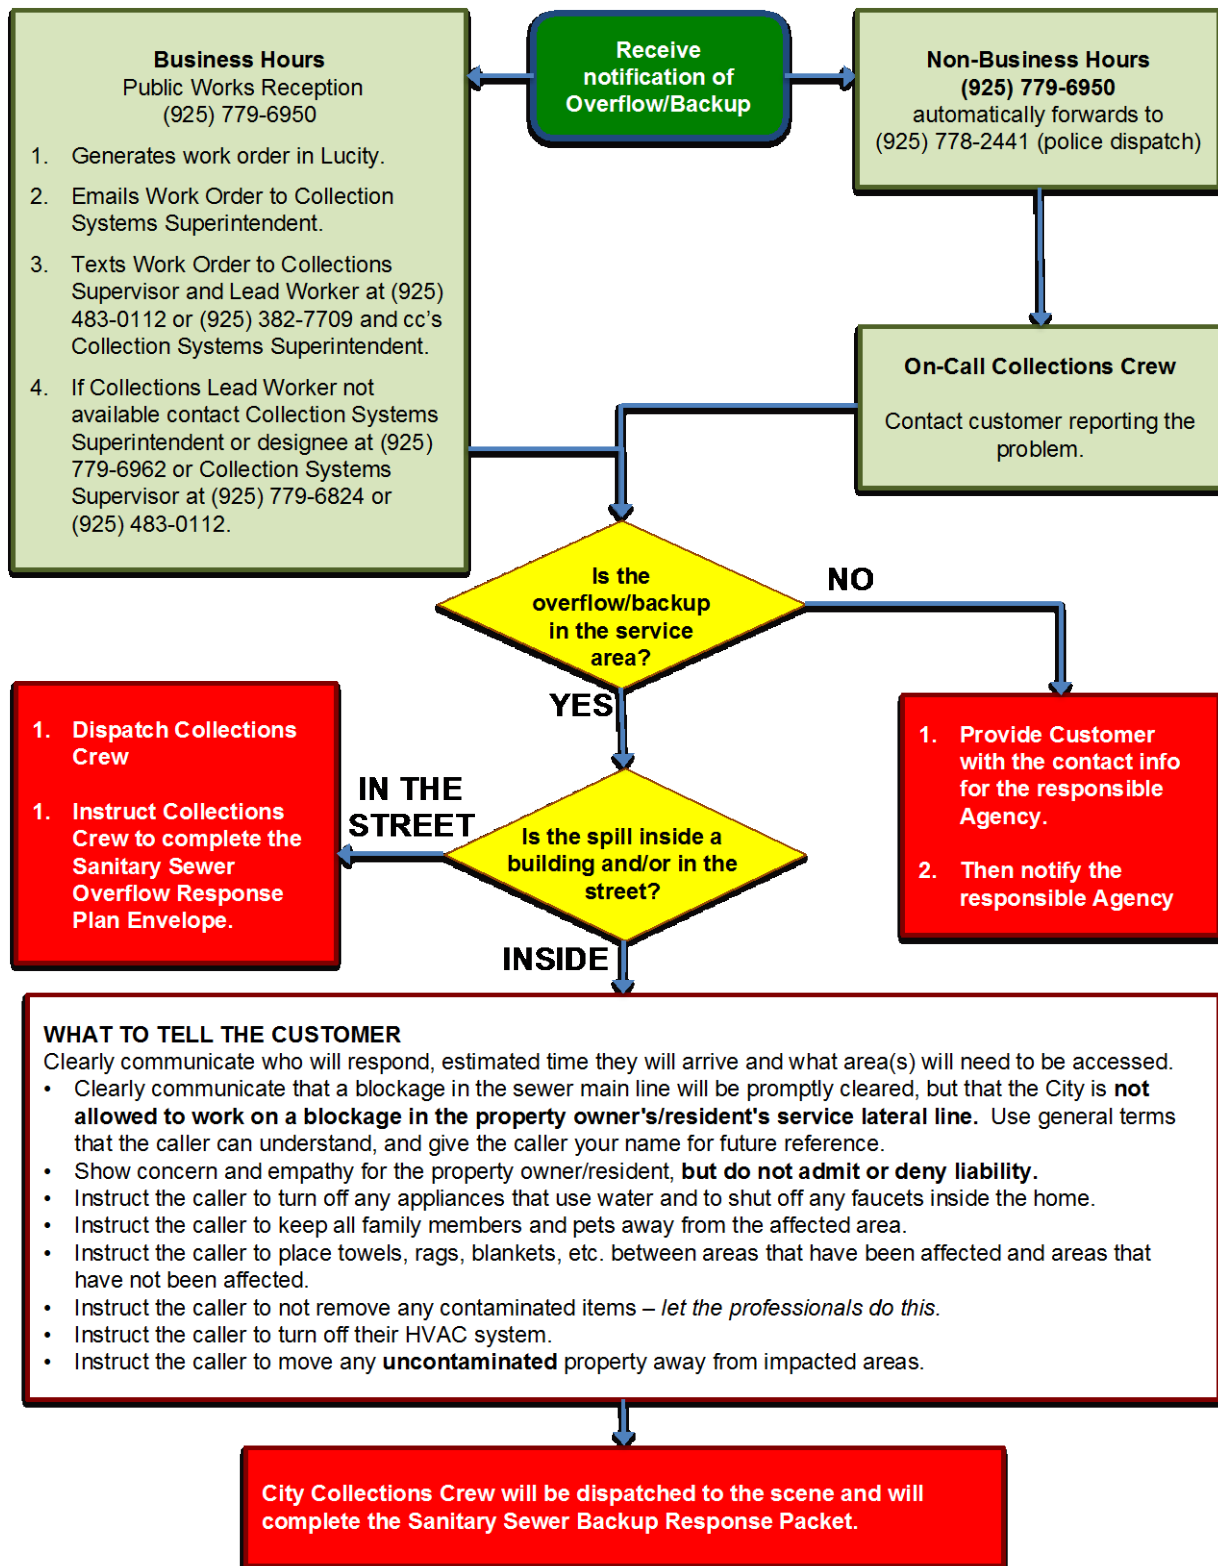 Receive
notification of
Overflow/Backup
Business Hours
Public Works Reception
(925) 779-6950
1. Generates work order in Lucity.
2. Emails Work Order to Collection
Systems Superintendent.
3. Texts Work Order to Collections
Supervisor and Lead Worker at (925)
483-0112 or (925) 382-7709 and cc's
Collection Systems Superintendent.
4. If Collections Lead Worker not
available contact Collection Systems
Superintendent or designee at (925)
779-6962 or Collection Systems
Supervisor at (925) 779-6824 or
(925) 483-0112.
Non-Business Hours
(925) 779-6950
automatically forwards to
(925) 778-2441 (police dispatch)
On-Call Collections Crew
Contact customer reporting the
problem.
Is the
overflow/backup
in the service
area?
NO
YES
1. Provide Customer
with the contact info
for the responsible
Agency.
2. Then notify the
responsible Agency
Is the spill inside a
building and/or in the
street?
IN THE
STREET
1. Dispatch Collections
Crew
1. Instruct Collections
Crew to complete the
Sanitary Sewer
Overflow Response
Plan Envelope.
INSIDE
WHAT TO TELL THE CUSTOMER
Clearly communicate who will respond, estimated time they will arrive and what area(s) will need to be accessed.
• Clearly communicate that a blockage in the sewer main line will be promptly cleared, but that the City is not
allowed to work on a blockage in the property owner's/resident's service lateral line. Use general terms
that the caller can understand, and give the caller your name for future reference.
• Show concern and empathy for the property owner/resident, but do not admit or deny liability.
• Instruct the caller to turn off any appliances that use water and to shut off any faucets inside the home.
• Instruct the caller to keep all family members and pets away from the affected area.
• Instruct the caller to place towels, rags, blankets, etc. between areas that have been affected and areas that
have not been affected.
• Instruct the caller to not remove any contaminated items – let the professionals do this.
• Instruct the caller to turn off their HVAC system.
• Instruct the caller to move any uncontaminated property away from impacted areas.
City Collections Crew will be dispatched to the scene and will
complete the Sanitary Sewer Backup Response Packet.